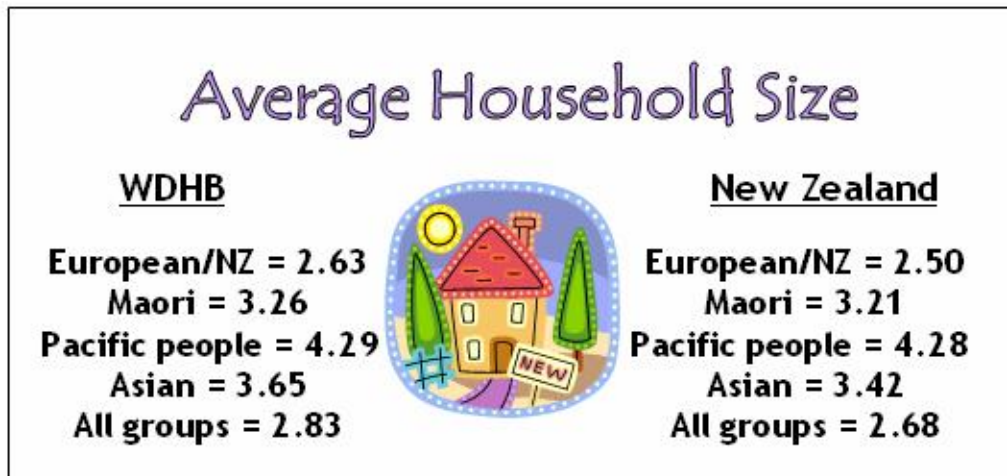 Average Household Size
WDHB
European/NZ = 2.63
Maori = 3.26
Pacific people = 4.29
Asian = 3.65
All groups = 2.83
NEW
New Zealand
European/NZ = 2.50
Maori = 3.21
Pacific people = 4.28
Asian = 3.42
All groups = 2.68